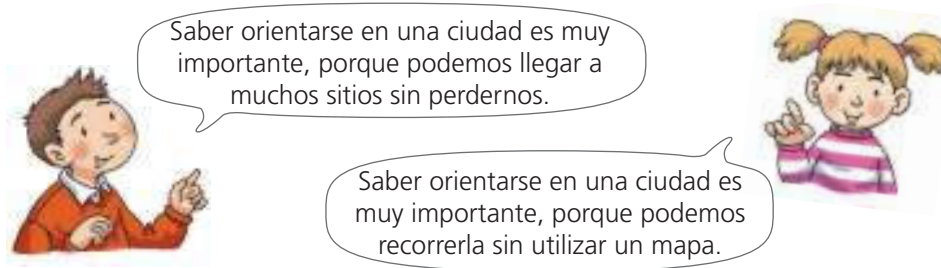 Saber orientarse en una ciudad es muy
importante, porque podemos llegar a
muchos sitios sin perdernos.
Saber orientarse en una ciudad es
muy importante, porque podemos
recorrerla sin utilizar un mapa.